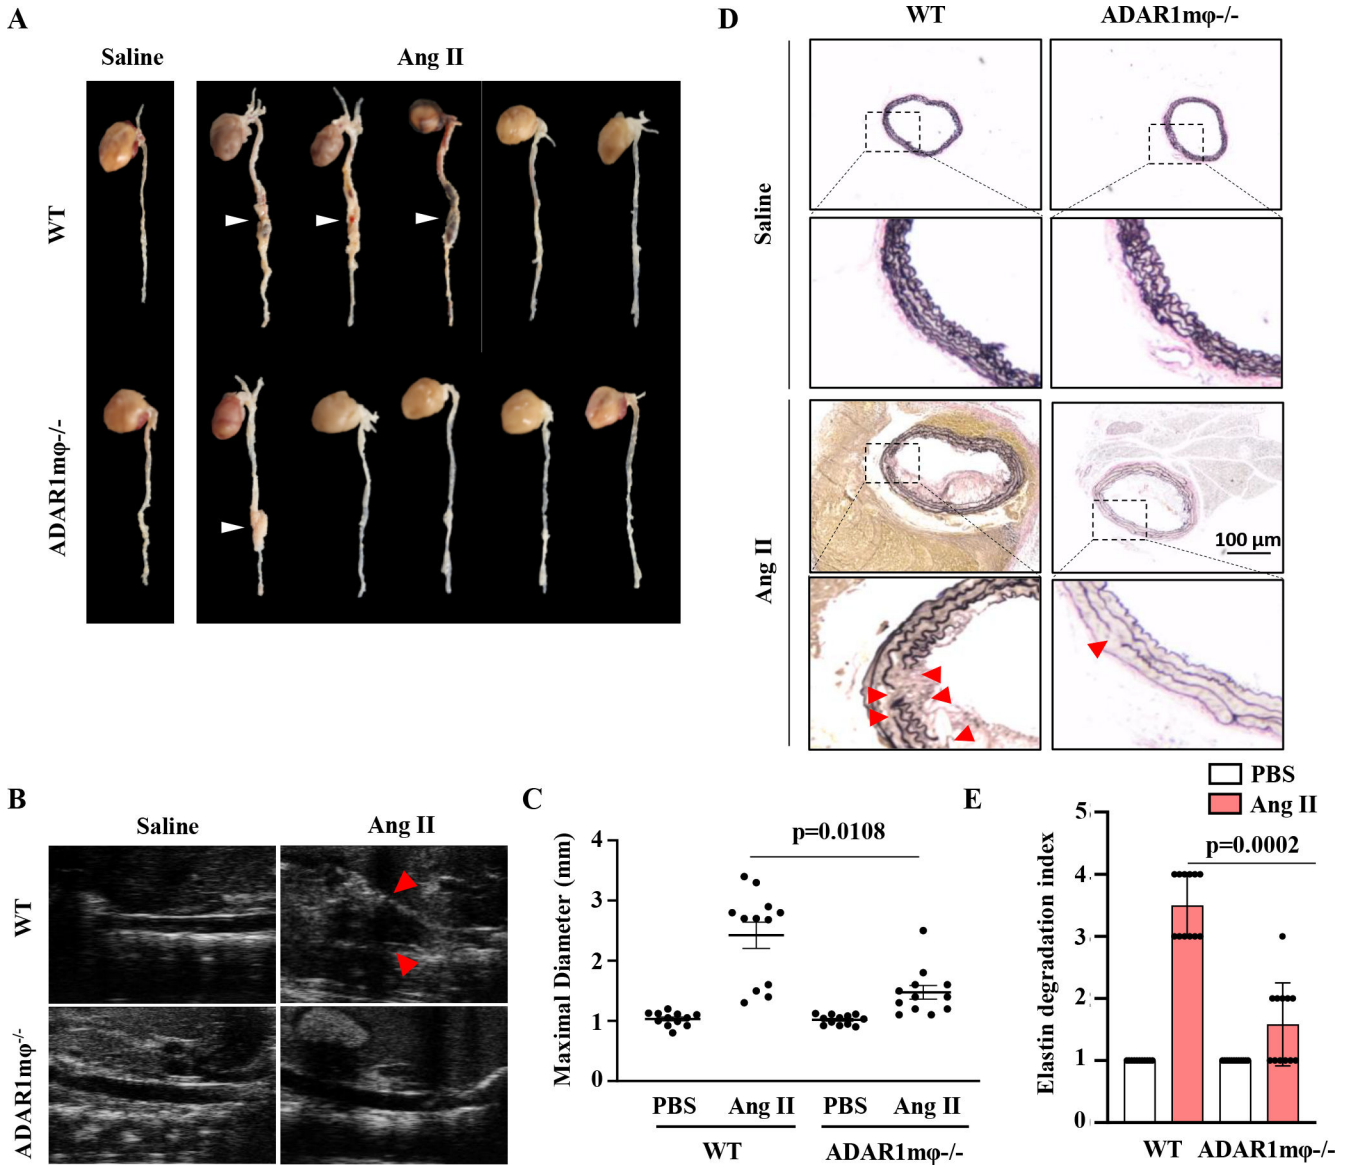 A
Saline
Ang II
WT
ADAR1mφ-/-
D
WT
ADAR1mφ-/-
Saline
Ang II
100 μm
B
Saline
Ang II
WT
ADAR1mφ-/-
C
Maximal Diameter (mm)
4
3
2
1
0
p=0.0108
PBS
Ang II
PBS
Ang II
WT
ADAR1mφ-/-
E
PBS
Ang II
Elastin degradation index
5
4
3
2
1
0
p=0.0002
WT
ADAR1mφ-/-